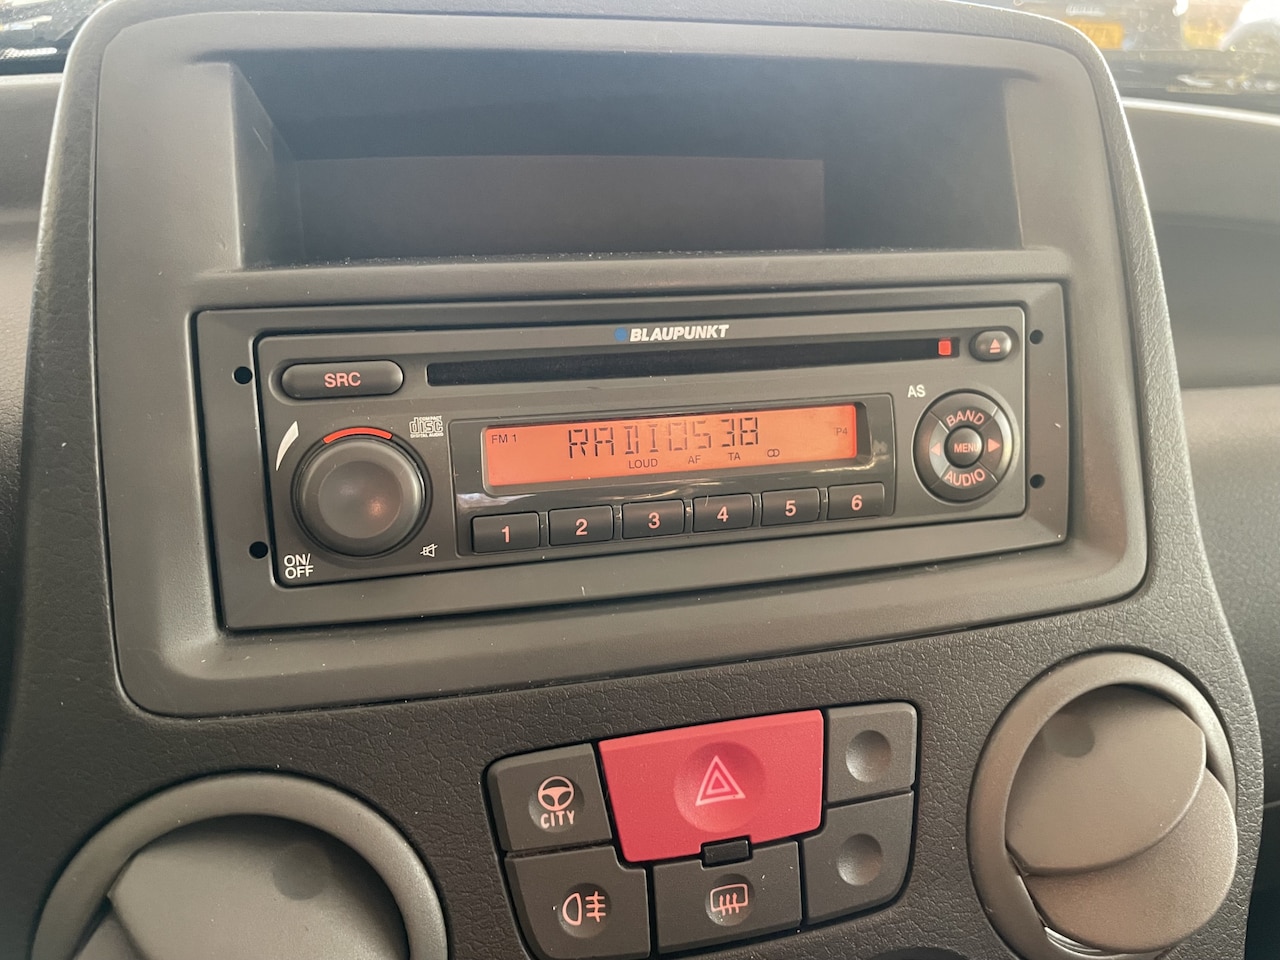 BLAUPUNKT
SRC
COMPACT
disc
DIGITAL AUDIO
AS
FM 1
RADIO538
P4
LOUD AF TA
BAND
MENU
AUDIO
1 2 3 4 5 6
ON/
OFF
CITY